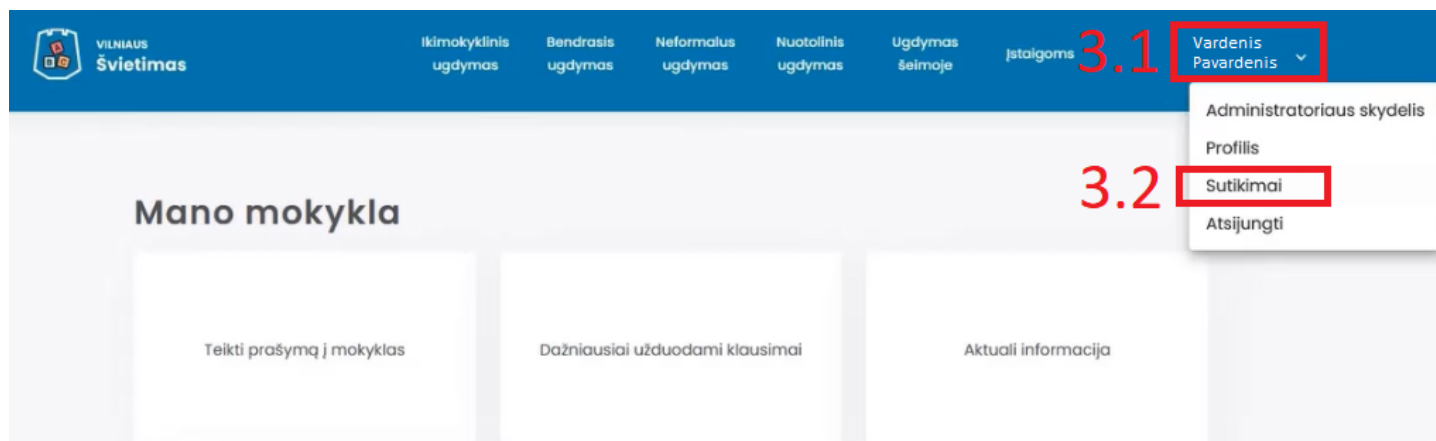 VILNIAUS
Švietimas
Ikimokyklinis
ugdymas
Bendrasis
ugdymas
Neformalus
ugdymas
Nuotolinis
ugdymas
Ugdymas
šeimoje
Įstaigoms
3.1
Vardenis
Pavardenis
Administratoriaus skydelis
Profilis
3.2
Sutikimai
Atsijungti
Mano mokykla
Teikti prašymą į mokyklas
Dažniausiai užduodami klausimai
Aktuali informacija